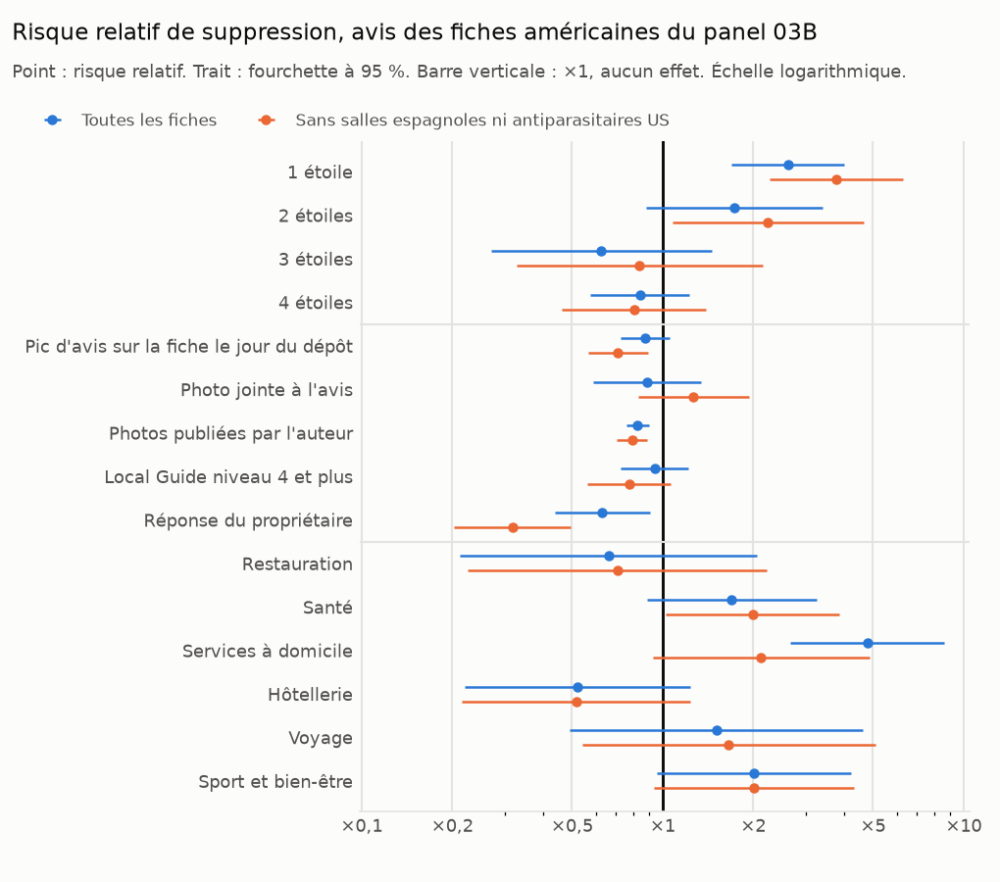 Risque relatif de suppression, avis des fiches américaines du panel 03B
Point : risque relatif. Trait : fourchette à 95 %. Barre verticale : ×1, aucun effet. Échelle logarithmique.
Toutes les fiches Sans salles espagnoles ni antiparasitaires US
1 étoile
2 étoiles
3 étoiles
4 étoiles
Pic d'avis sur la fiche le jour du dépôt
Photo jointe à l'avis
Photos publiées par l'auteur
Local Guide niveau 4 et plus
Réponse du propriétaire
Restauration
Santé
Services à domicile
Hôtellerie
Voyage
Sport et bien-être
×0,1 ×0,2 ×0,5 ×1 ×2 ×5 ×10